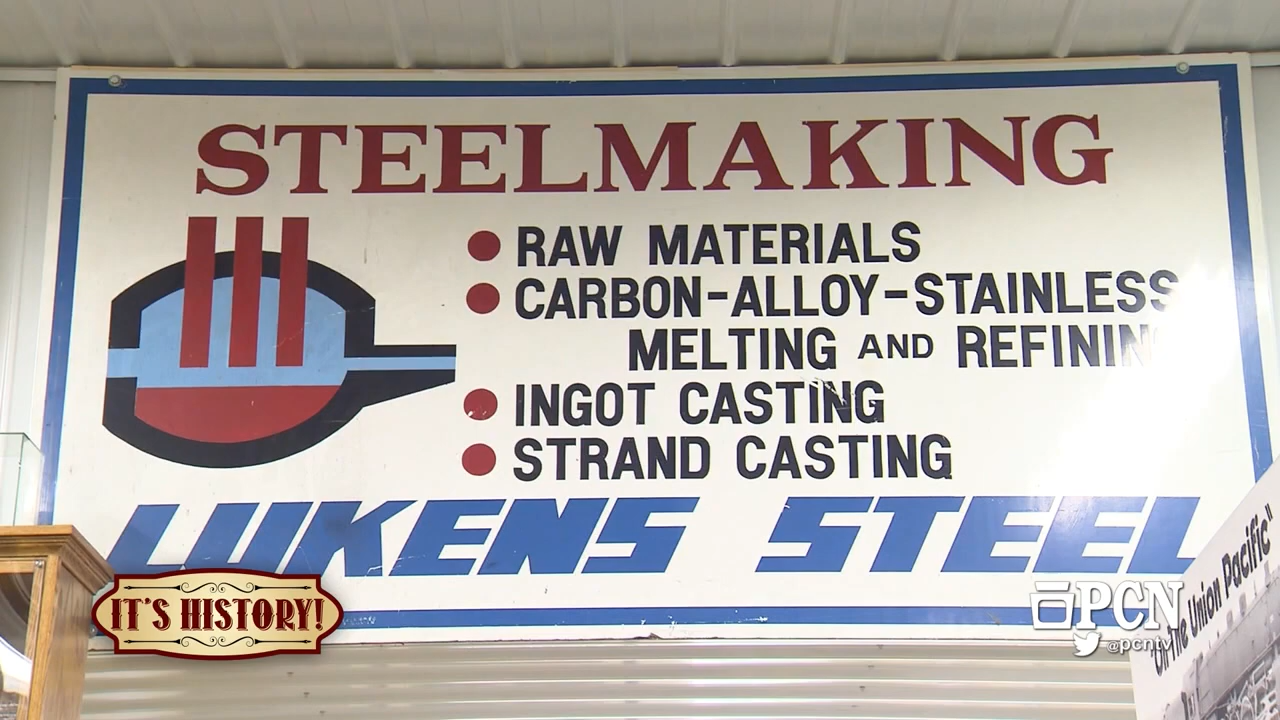 STEELMAKING
RAW MATERIALS
CARBON-ALLOY-STAINLESS
MELTING AND REFINING
INGOT CASTING
STRAND CASTING
LUKENS STEEL
IT'S HISTORY!
PCN
@pcntv
"On the Union Pacific"